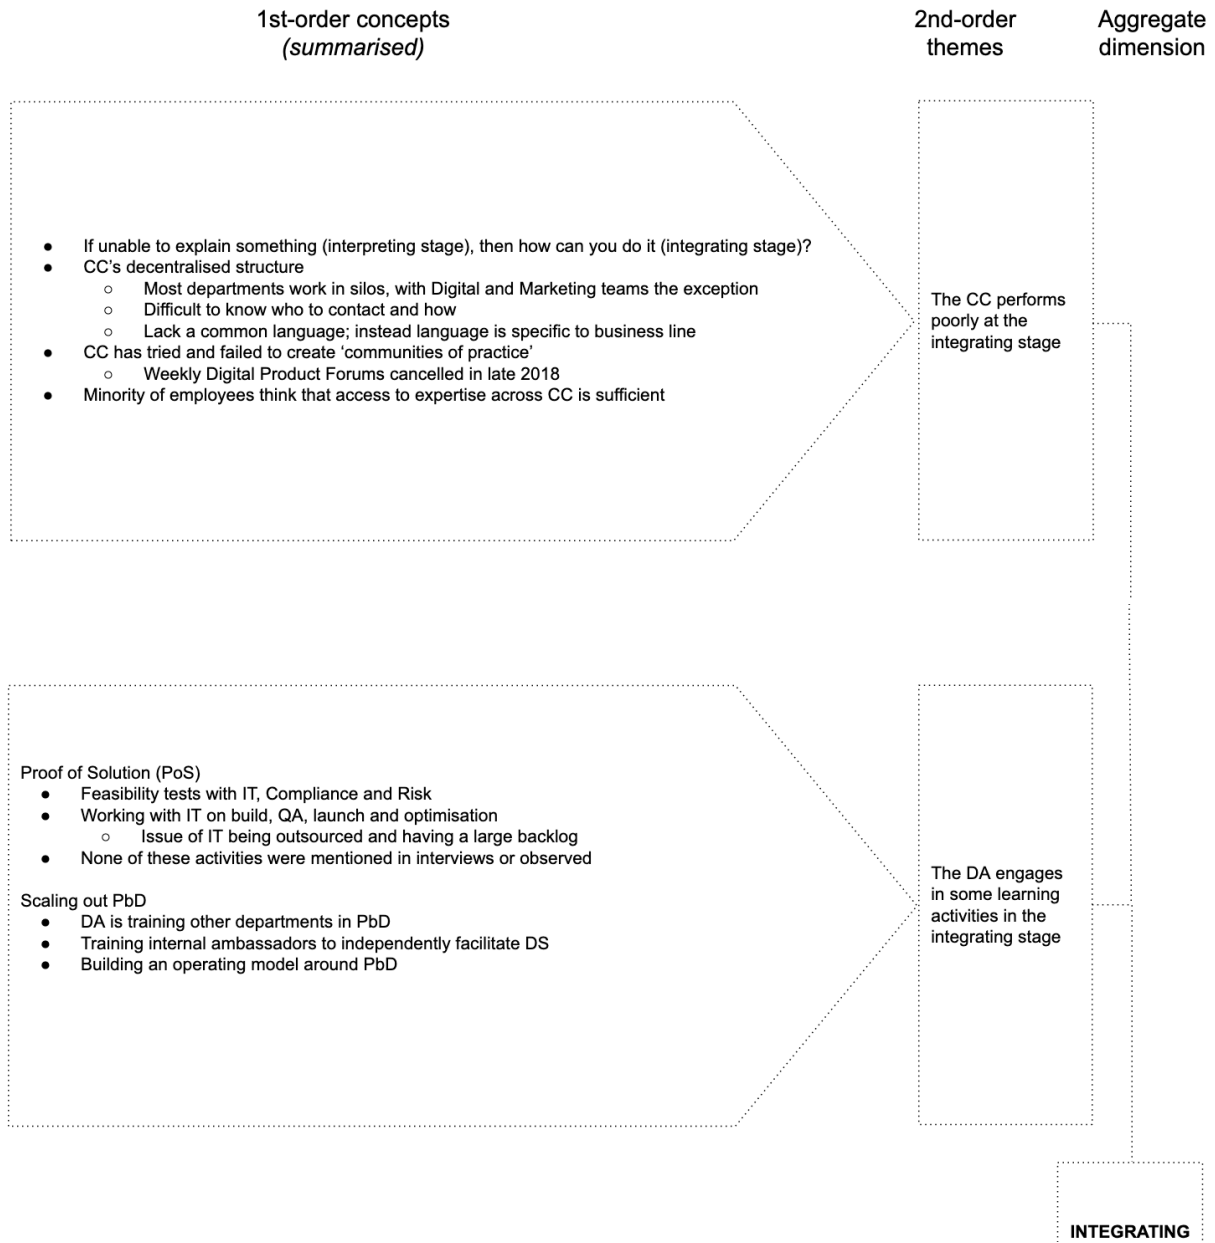 1st-order concepts
(summarised)
2nd-order
themes
Aggregate
dimension
● If unable to explain something (interpreting stage), then how can you do it (integrating stage)?
● CC’s decentralised structure
○ Most departments work in silos, with Digital and Marketing teams the exception
○ Difficult to know who to contact and how
○ Lack a common language; instead language is specific to business line
● CC has tried and failed to create ‘communities of practice’
○ Weekly Digital Product Forums cancelled in late 2018
● Minority of employees think that access to expertise across CC is sufficient
The CC performs
poorly at the
integrating stage
Proof of Solution (PoS)
● Feasibility tests with IT, Compliance and Risk
● Working with IT on build, QA, launch and optimisation
○ Issue of IT being outsourced and having a large backlog
● None of these activities were mentioned in interviews or observed
Scaling out PbD
● DA is training other departments in PbD
● Training internal ambassadors to independently facilitate DS
● Building an operating model around PbD
The DA engages
in some learning
activities in the
integrating stage
INTEGRATING